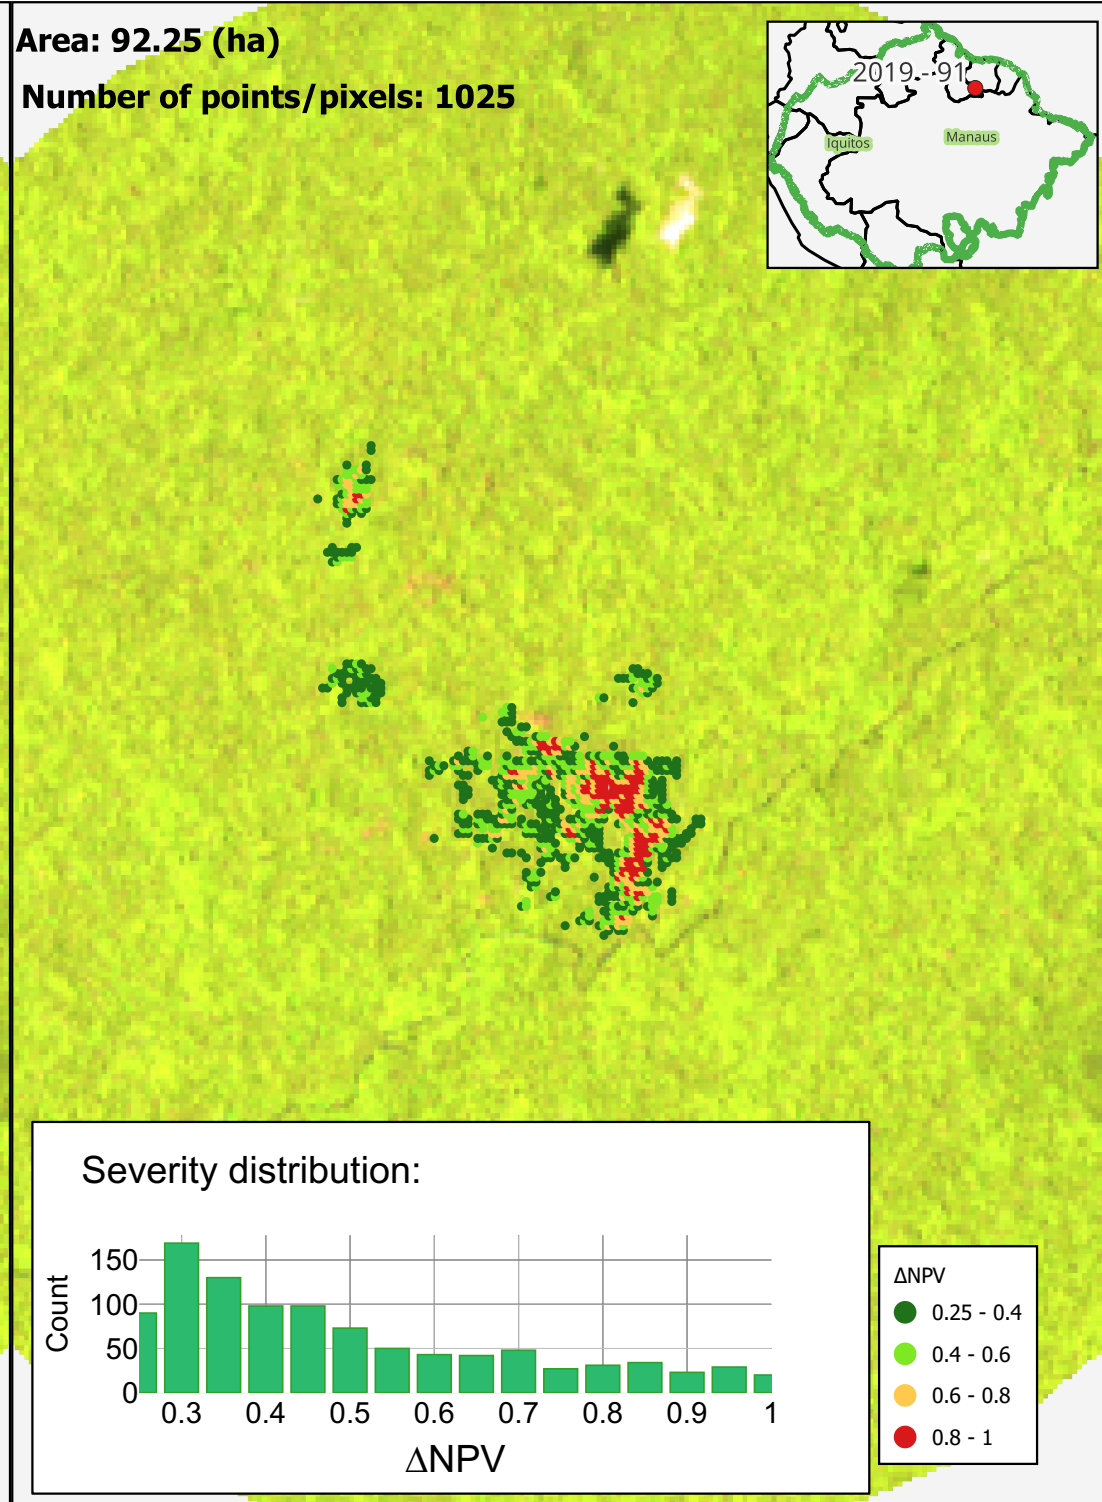 Area: 92.25 (ha)
Number of points/pixels: 1025
2019 - 91
Iquitos
Manaus
Severity distribution:
Count
150
100
50
0
0.3 0.4 0.5 0.6 0.7 0.8 0.9 1
ΔNPV
ΔNPV
0.25 - 0.4
0.4 - 0.6
0.6 - 0.8
0.8 - 1